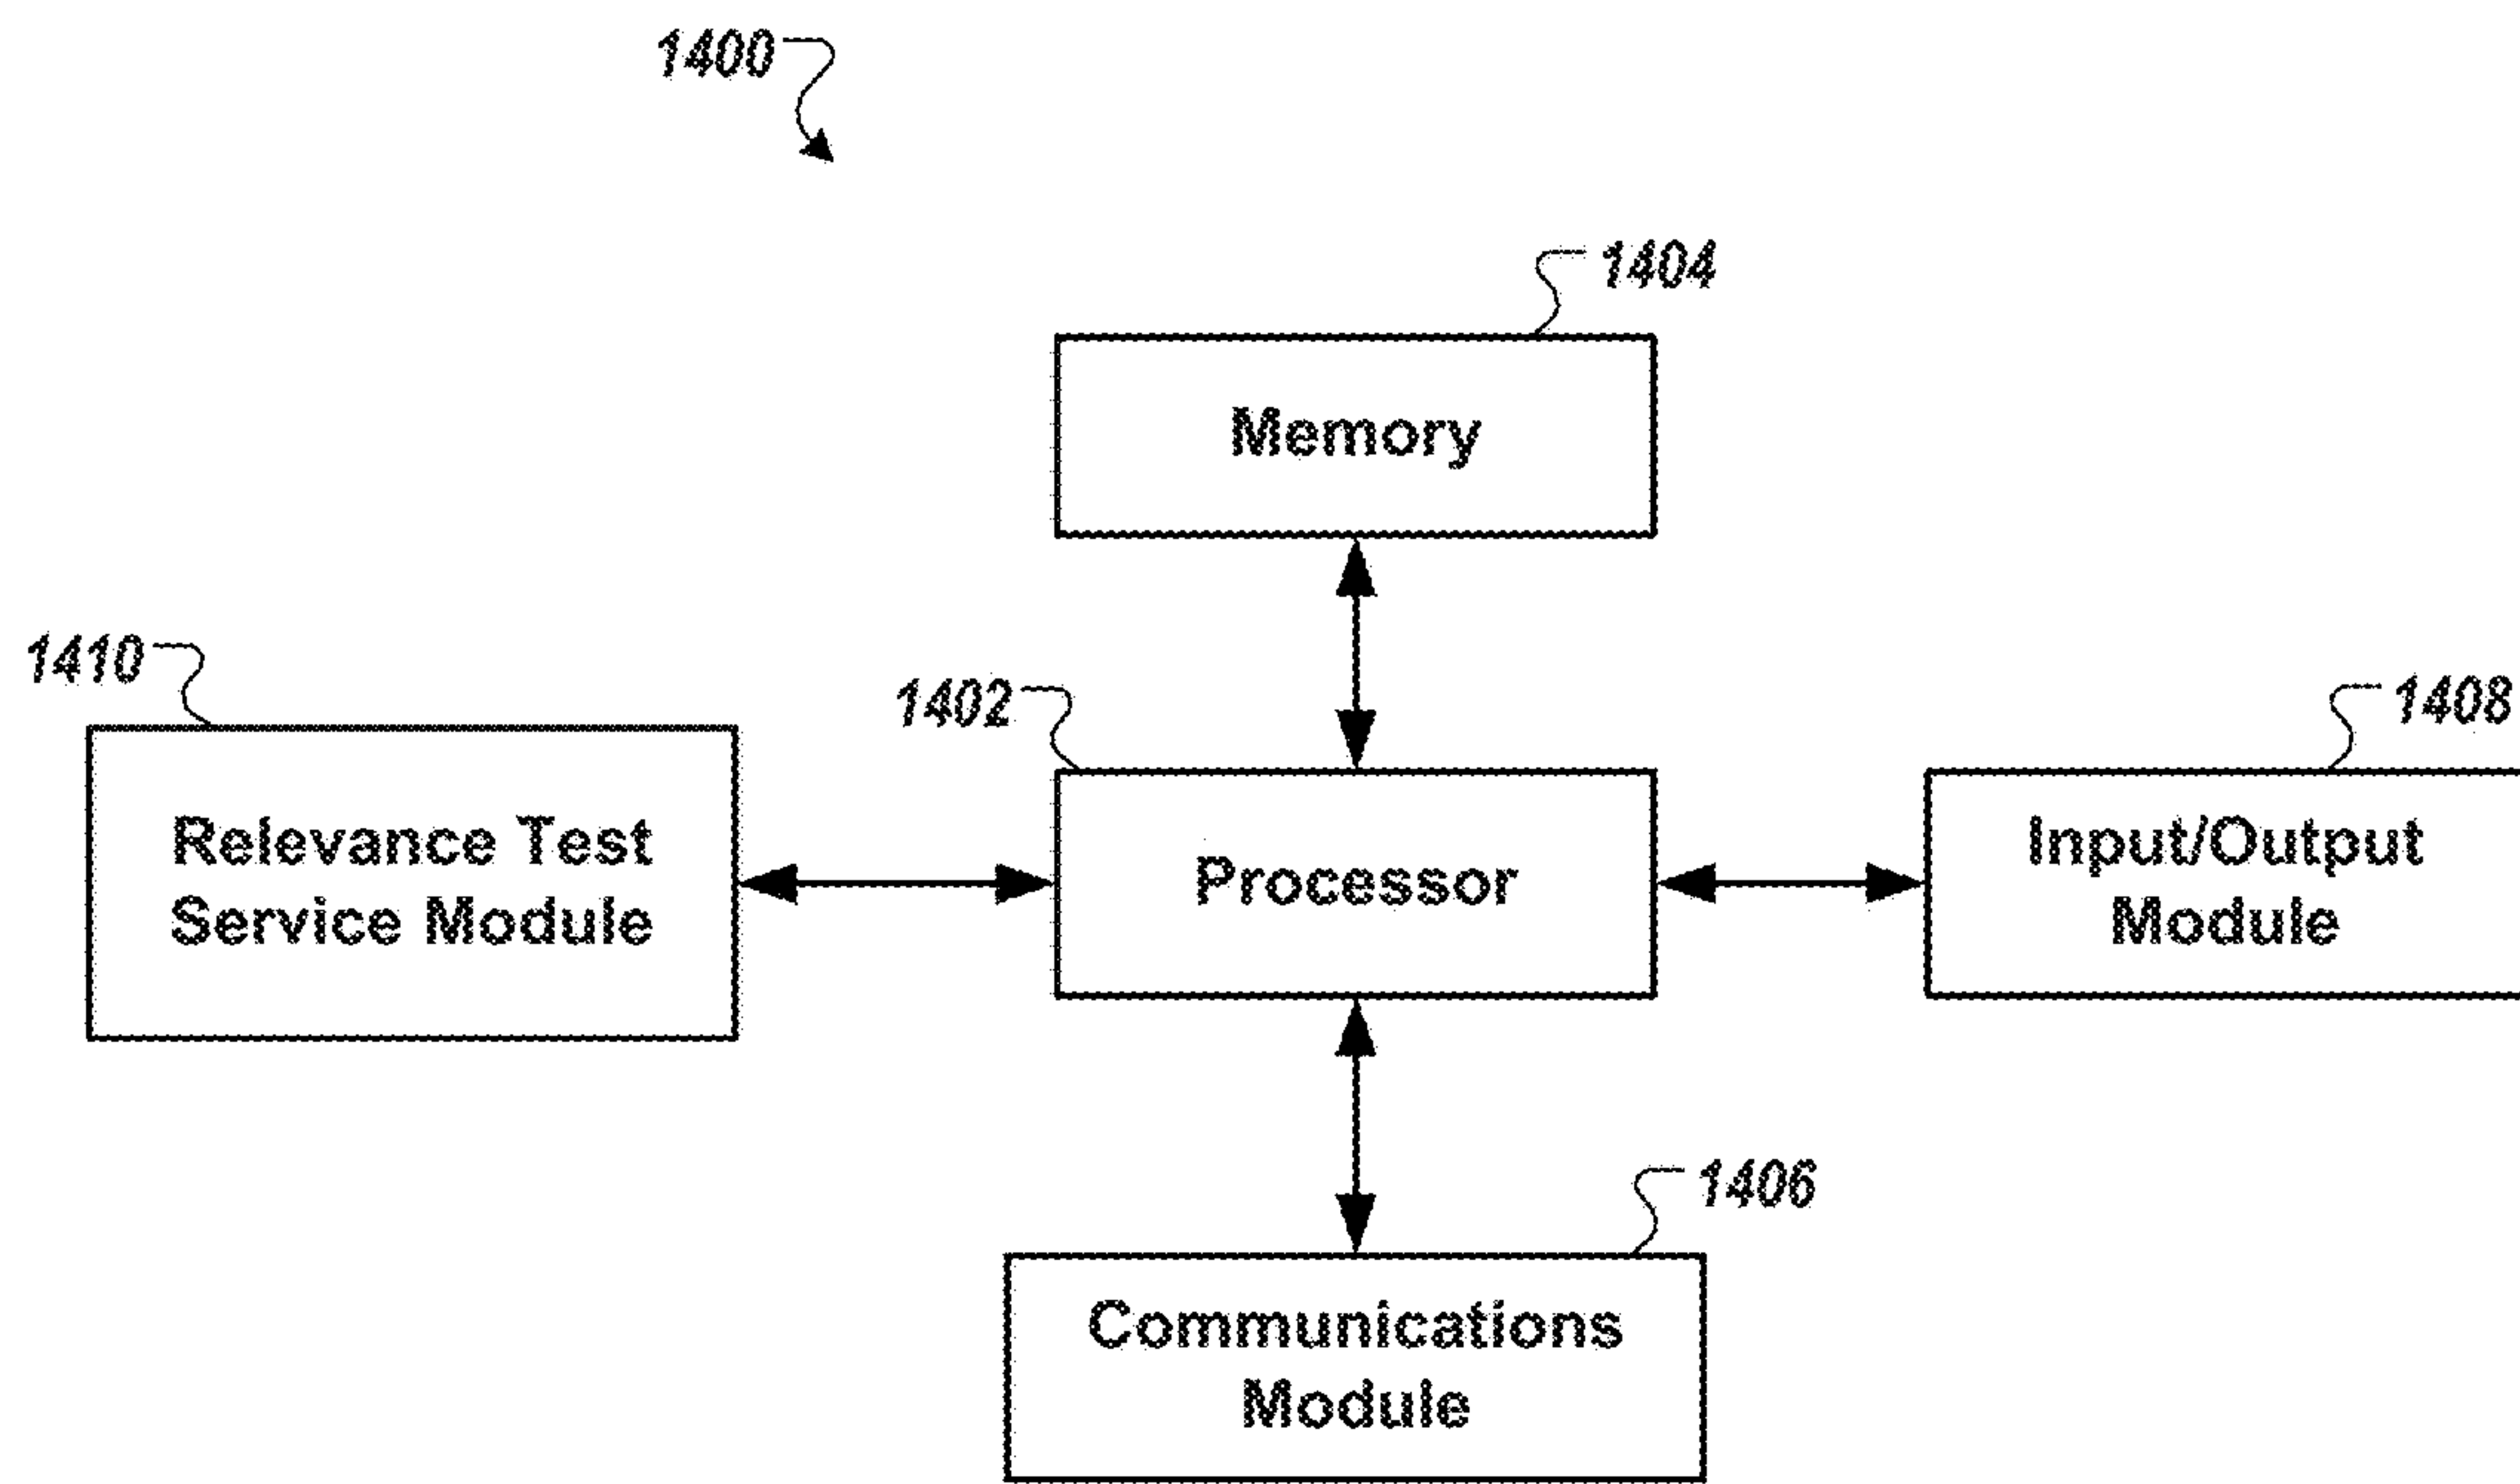 1400
1404
Memory
1410
1402
1408
Relevance Test
Service Module
Processor
Input/Output
Module
1406
Communications
Module